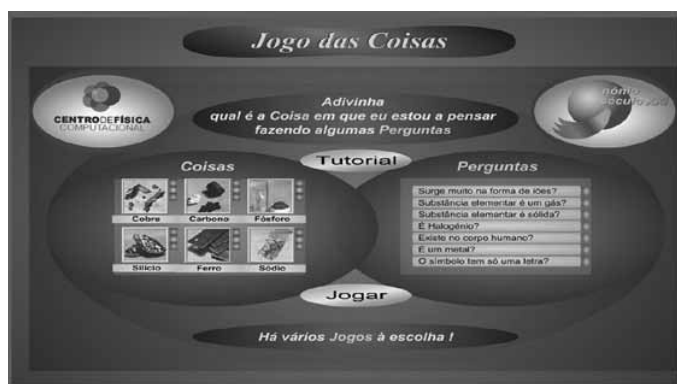 Jogo das Coisas
CENTRODEFÍSICA
COMPUTACIONAL
Adivinha
qual é a Coisa em que eu estou a pensar
fazendo algumas Perguntas
Tutorial
Coisas
Cobre
Carbono
Fósforo
Silício
Ferro
Sódio
Perguntas
Surge muito na forma de iões?
Substância elementar é um gás?
Substância elementar é sólida?
É Halogénio?
Existe no corpo humano?
É um metal?
O símbolo tem só uma letra?
Jogar
Há vários Jogos à escolha !